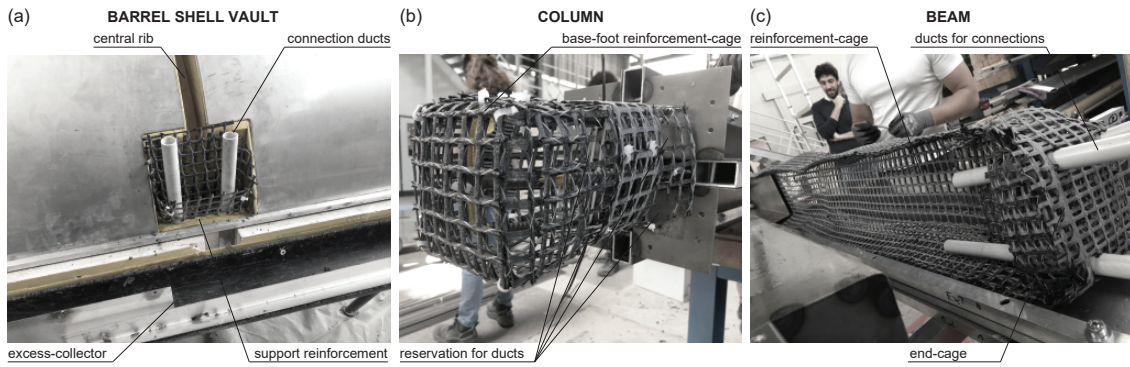 (a) BARREL SHELL VAULT
central rib
connection ducts
excess-collector
support reinforcement
(b) COLUMN
base-foot reinforcement-cage
reservation for ducts
(c) BEAM
reinforcement-cage
ducts for connections
end-cage